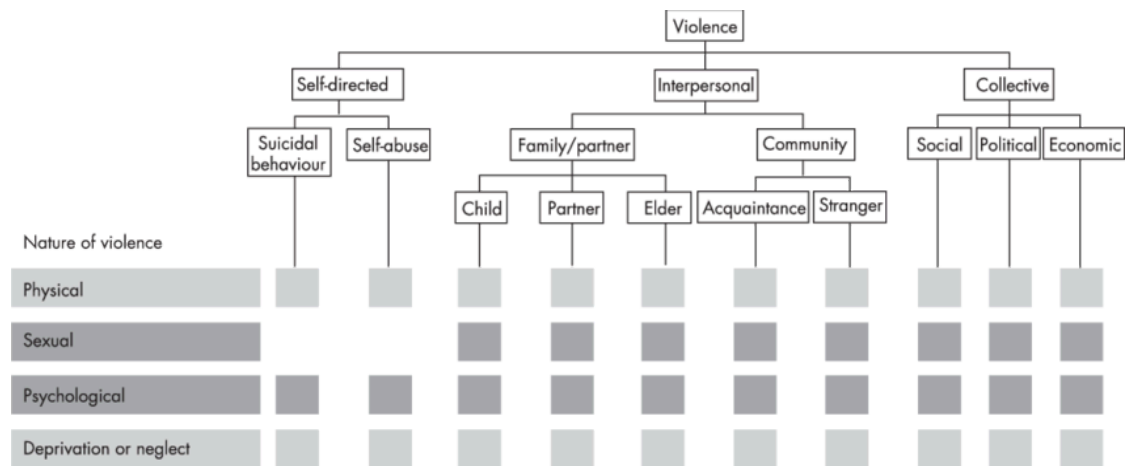 Violence
Self-directed
Interpersonal
Collective
Suicidal
behaviour
Self-abuse
Family/partner
Community
Social
Political
Economic
Child
Partner
Elder
Acquaintance
Stranger
Nature of violence
Physical
Sexual
Psychological
Deprivation or neglect